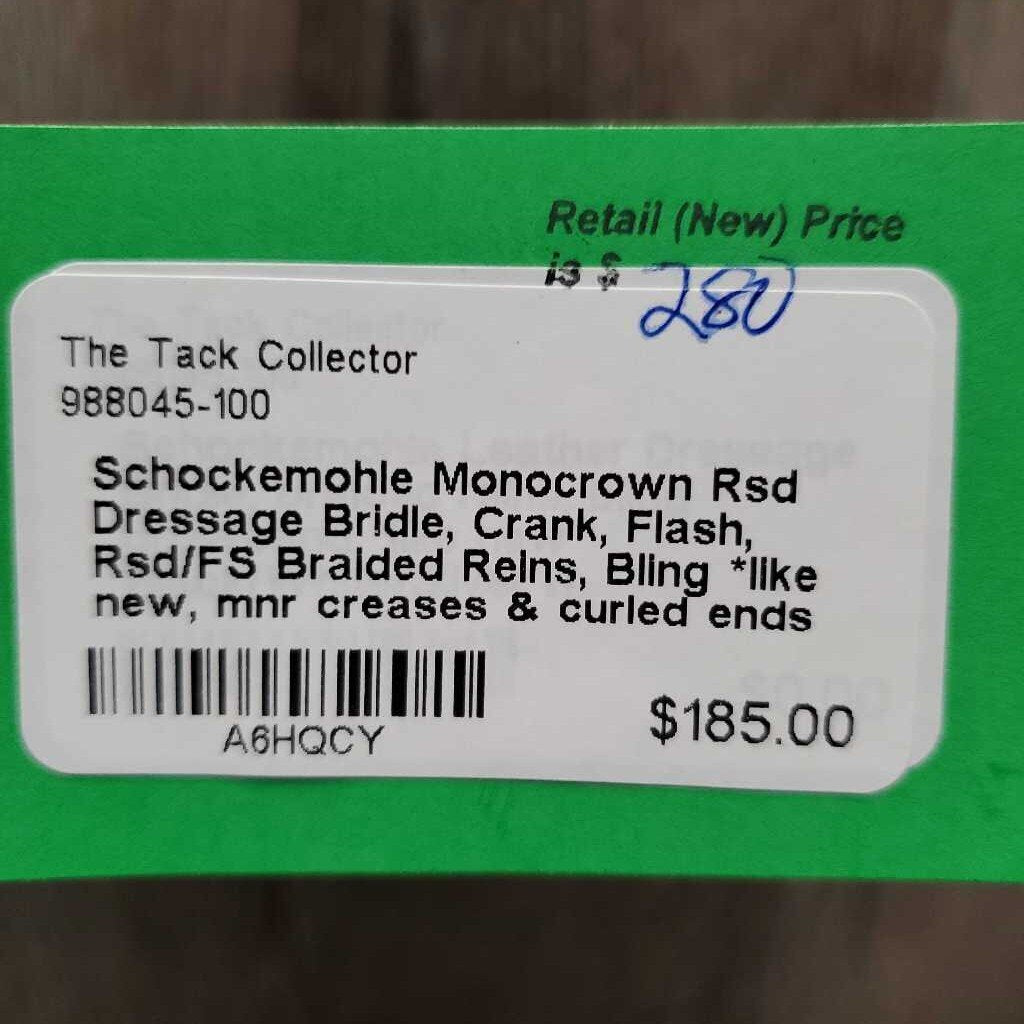 Retail (New) Price
is $ 280
The Tack Collector
988045-100
Schockemohle Monocrown Rsd
Dressage Bridle, Crank, Flash,
Rsd/FS Braided Reins, Bling *like
new, mnr creases & curled ends
A6HQCY
$185.00